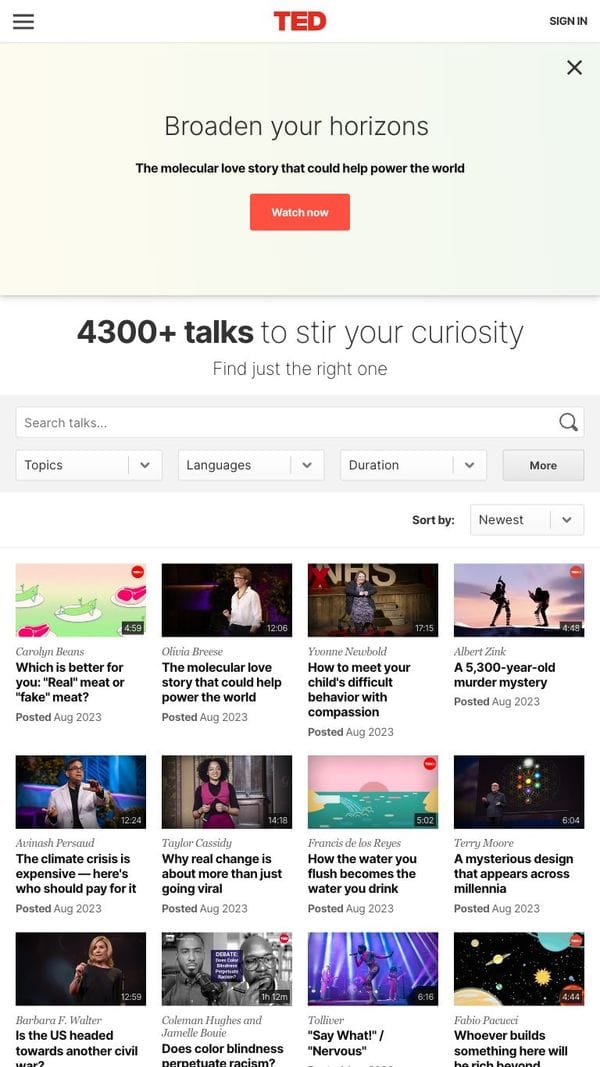 TED
SIGN IN
Broaden your horizons
The molecular love story that could help power the world
Watch now
4300+ talks to stir your curiosity
Find just the right one
Search talks...
Topics
Languages
Duration
More
Sort by:
Newest
4:59
Carolyn Beans
Which is better for
you: "Real" meat or
"fake" meat?
Posted Aug 2023
12:06
Olivia Breese
The molecular love
story that could help
power the world
Posted Aug 2023
WHS
17:15
Yvonne Newbold
How to meet your
child's difficult
behavior with
compassion
Posted Aug 2023
4:48
Albert Zink
A 5,300-year-old
murder mystery
Posted Aug 2023
12:24
Avinash Persaud
The climate crisis is
expensive — here's
who should pay for it
Posted Aug 2023
14:18
Taylor Cassidy
Why real change is
about more than just
going viral
Posted Aug 2023
5:02
Francis de los Reyes
How the water you
flush becomes the
water you drink
Posted Aug 2023
6:04
Terry Moore
A mysterious design
that appears across
millennia
Posted Aug 2023
12:59
Barbara F. Walter
Is the US headed
towards another civil
war?
DEBATE:
Does Color
Blindness
Perpetuate
Racism?
1h 12m
Coleman Hughes and
Jamelle Bouie
Does color blindness
perpetuate racism?
6:16
Tolliver
"Say What!" /
"Nervous"
4:44
Fabio Pacucci
Whoever builds
something here will
be rich beyond